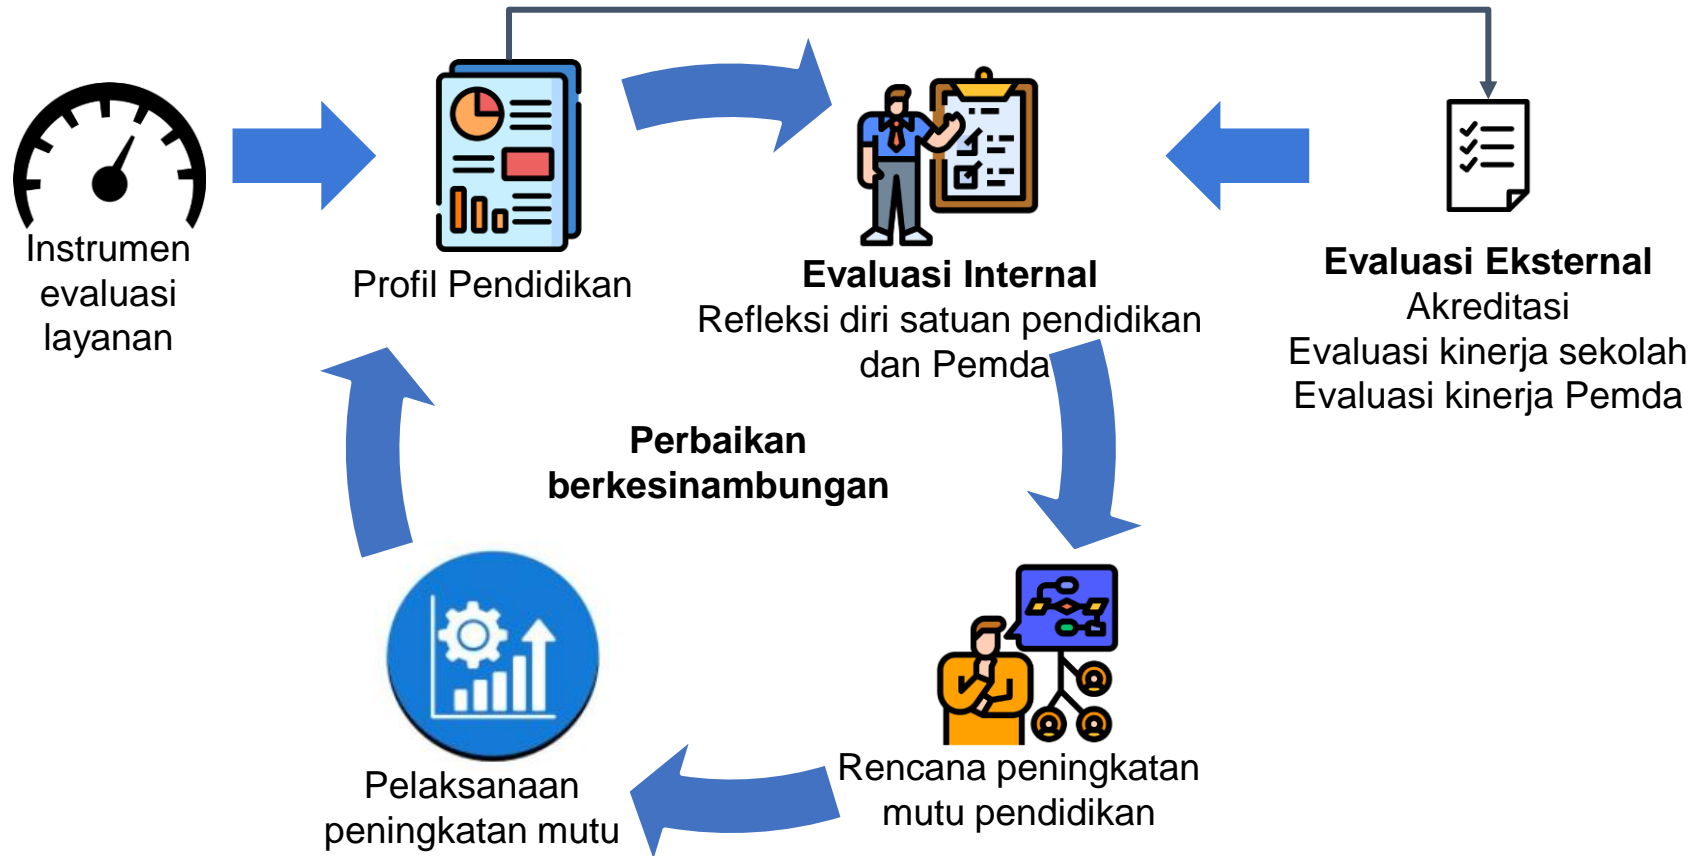 Instrumen
evaluasi
layanan
Profil Pendidikan
Evaluasi Internal
Refleksi diri satuan pendidikan
dan Pemda
Evaluasi Eksternal
Akreditasi
Evaluasi kinerja sekolah
Evaluasi kinerja Pemda
Perbaikan
berkesinambungan
Pelaksanaan
peningkatan mutu
Rencana peningkatan
mutu pendidikan